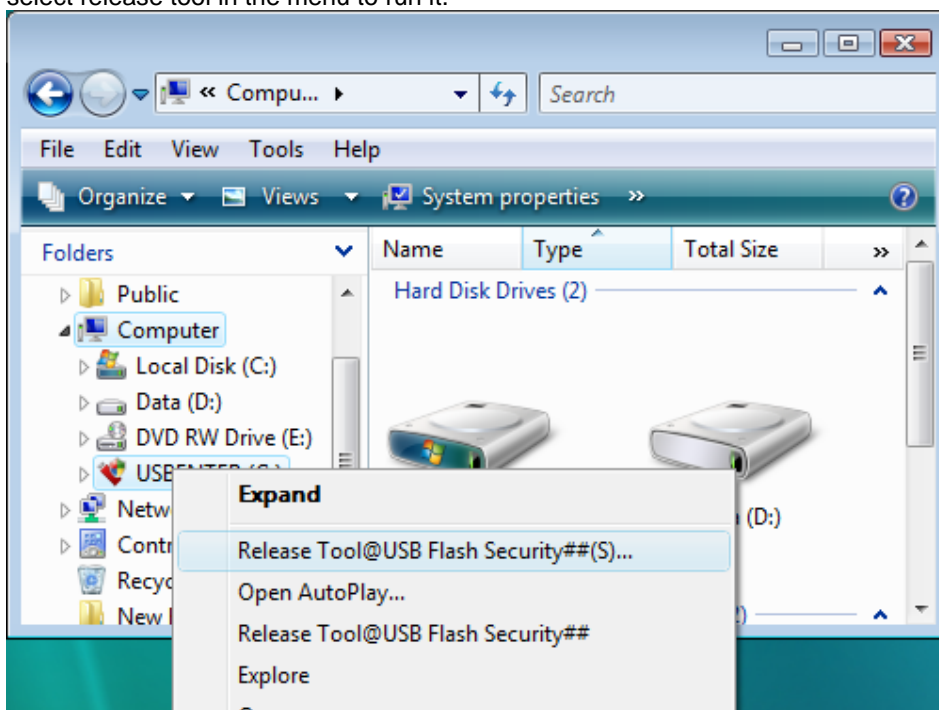 select release tool in the menu to run it.
« Compu...
Search
File Edit View Tools Help
Organize Views System properties »
Folders
Name Type Total Size »
Public
Hard Disk Drives (2)
Computer
Local Disk (C:)
Data (D:)
DVD RW Drive (E:)
Expand
(D:)
Release Tool@USB Flash Security##(S)...
Open AutoPlay...
Release Tool@USB Flash Security##
Explore